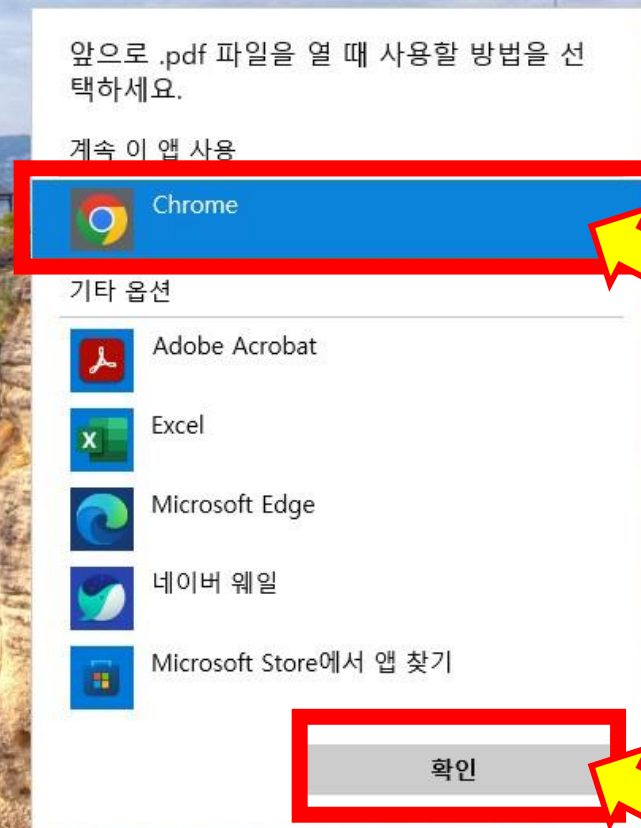 앞으로 .pdf 파일을 열 때 사용할 방법을 선
택하세요.
계속 이 앱 사용
Chrome
기타 옵션
Adobe Acrobat
Excel
Microsoft Edge
네이버 웨일
Microsoft Store에서 앱 찾기
확인